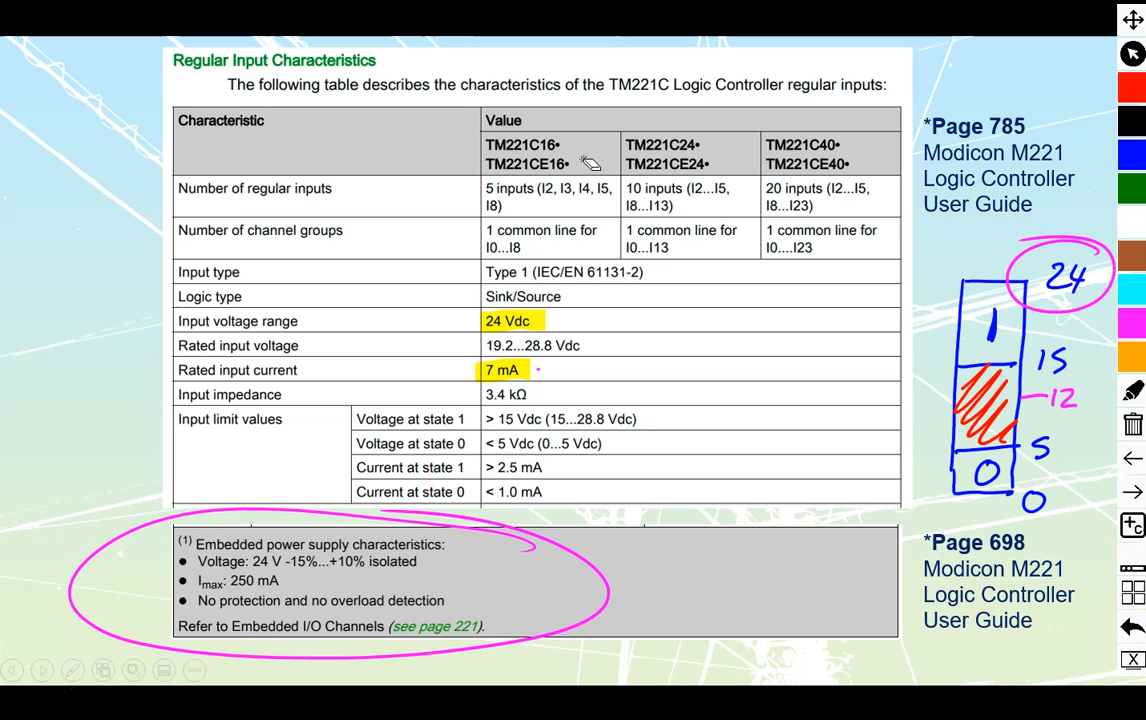 Regular Input Characteristics
The following table describes the characteristics of the TM221C Logic Controller regular inputs:
Characteristic
Value
TM221C16•
TM221CE16•
TM221C24•
TM221CE24•
TM221C40•
TM221CE40•
Number of regular inputs
5 inputs (I2, I3, I4, I5,
I8)
10 inputs (I2...I5,
I8...I13)
20 inputs (I2...I5,
I8...I23)
Number of channel groups
1 common line for
I0...I8
1 common line for
I0...I13
1 common line for
I0....I23
Input type
Type 1 (IEC/EN 61131-2)
Logic type
Sink/Source
Input voltage range
24 Vdc
Rated input voltage
19.2...28.8 Vdc
Rated input current
7 mA
Input impedance
3.4 kΩ
Input limit values
Voltage at state 1
> 15 Vdc (15...28.8 Vdc)
Voltage at state 0
< 5 Vdc (0...5 Vdc)
Current at state 1
> 2.5 mA
Current at state 0
< 1.0 mA
(1) Embedded power supply characteristics:
● Voltage: 24 V -15%...+10% isolated
● Imax: 250 mA
● No protection and no overload detection
Refer to Embedded I/O Channels (see page 221).
*Page 785
Modicon M221
Logic Controller
User Guide
24
1
15
12
5
0
0
*Page 698
Modicon M221
Logic Controller
User Guide